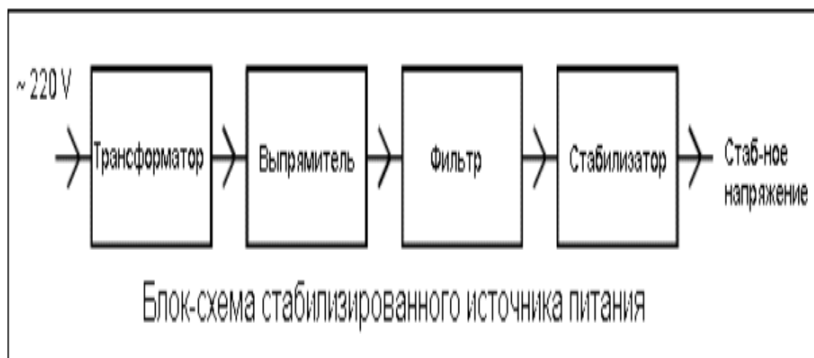 ~ 220 V
Трансформатор
Выпрямитель
Фильтр
Стабилизатор
Стаб-ное
напряжение
Блок-схема стабилизированного источника питания